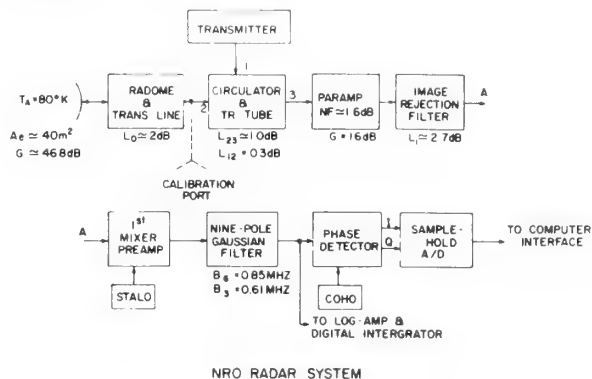 TRANSMITTER
1
TA = 80°K
RADOME
&
TRANS LINE
2
CIRCULATOR
&
TR TUBE
3
PARAMP
NF≃1.6dB
IMAGE
REJECTION
FILTER
A
Ae ≃ 40m²
G ≃ 46.8dB
L0≃2dB
L23≃1.0dB
L12 = 0.3dB
G≃16dB
L1≃2.7dB
CALIBRATION
PORT
A
1st
MIXER
PREAMP
NINE-POLE
GAUSSIAN
FILTER
PHASE
DETECTOR
I
Q
SAMPLE-
HOLD
A/D
TO COMPUTER
INTERFACE
STALO
B6 = 0.85MHZ
B3 = 0.61MHZ
COHO
TO LOG-AMP &
DIGITAL INTERGRATOR
NRO RADAR SYSTEM